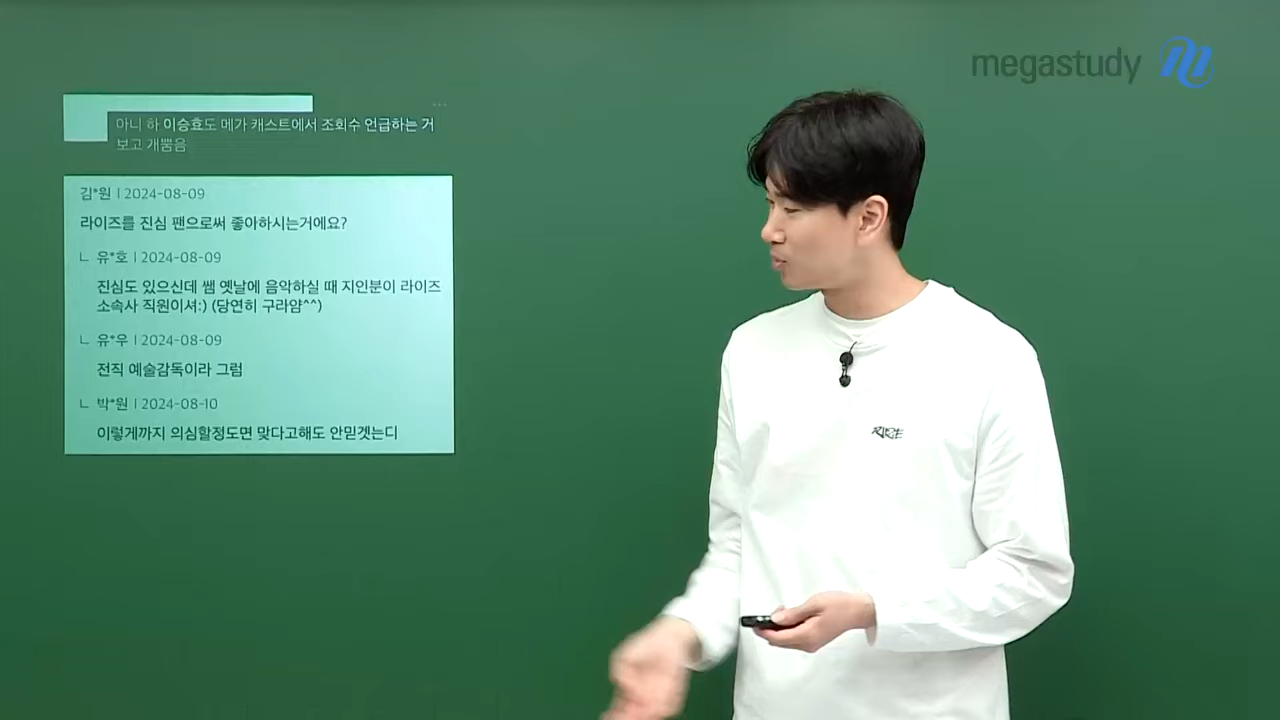 megastudy
아니 하 이승효도 메가 캐스트에서 조회수 언급하는 거
보고 개뿜음
김*원 | 2024-08-09
라이즈를 진심 팬으로써 좋아하시는거에요?
ㄴ 유*호 | 2024-08-09
진심도 있으신데 쌤 옛날에 음악하실 때 지인분이 라이즈
소속사 직원이셔:) (당연히 구라얌^^)
ㄴ 유*우 | 2024-08-09
전직 예술감독이라 그럼
ㄴ 박*원 | 2024-08-10
이렇게까지 의심할정도면 맞다고해도 안믿겟는디